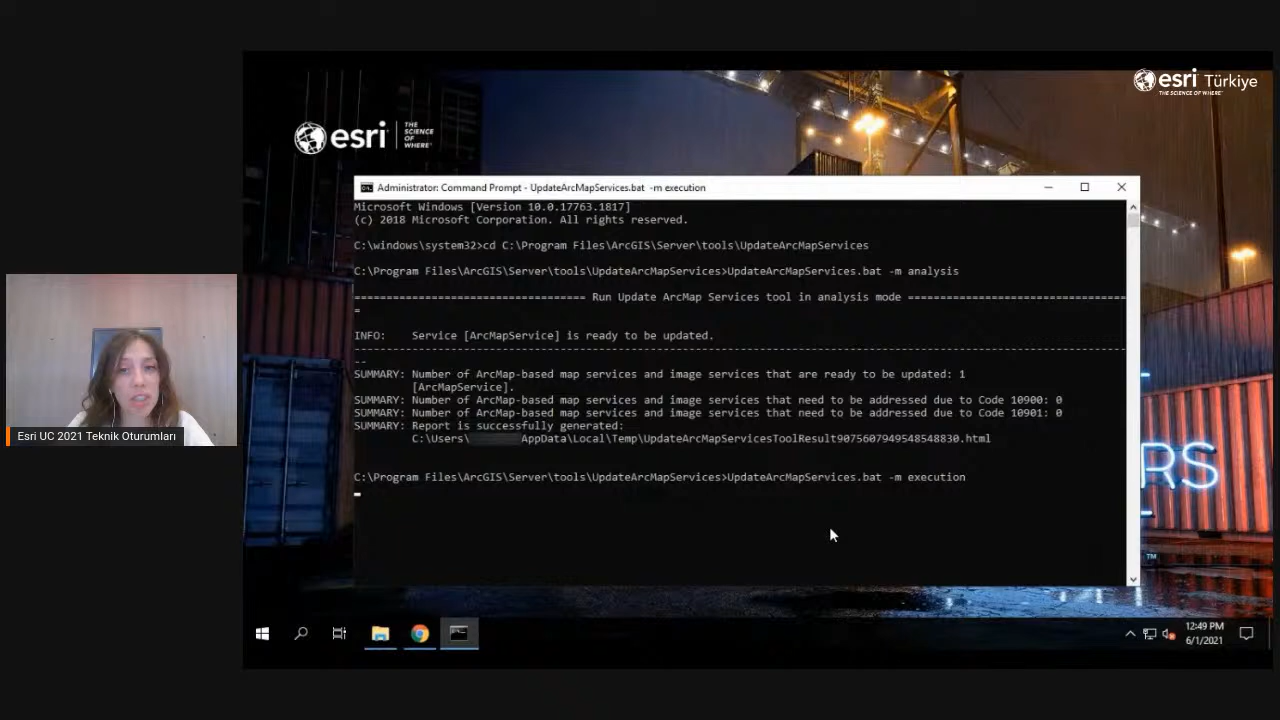 esri Türkiye
THE SCIENCE OF WHERE®
esri
THE
SCIENCE
OF
WHERE®
Administrator: Command Prompt - UpdateArcMapServices.bat -m execution
Microsoft Windows [Version 10.0.17763.1817]
(c) 2018 Microsoft Corporation. All rights reserved.
C:\windows\system32>cd C:\Program Files\ArcGIS\Server\tools\UpdateArcMapServices
C:\Program Files\ArcGIS\Server\tools\UpdateArcMapServices>UpdateArcMapServices.bat -m analysis
=================================== Run Update ArcMap Services tool in analysis mode ==================================
=
INFO: Service [ArcMapService] is ready to be updated.
-----------------------------------------------------------------------------------------------------------------------
--
SUMMARY: Number of ArcMap-based map services and image services that are ready to be updated: 1
[ArcMapService].
SUMMARY: Number of ArcMap-based map services and image services that need to be addressed due to Code 10900: 0
SUMMARY: Number of ArcMap-based map services and image services that need to be addressed due to Code 10901: 0
SUMMARY: Report is successfully generated:
C:\Users\ AppData\Local\Temp\UpdateArcMapServicesToolResult9075607949548548830.html
C:\Program Files\ArcGIS\Server\tools\UpdateArcMapServices>UpdateArcMapServices.bat -m execution
Esri UC 2021 Teknik Oturumları
RS
TM
12:49 PM
6/1/2021